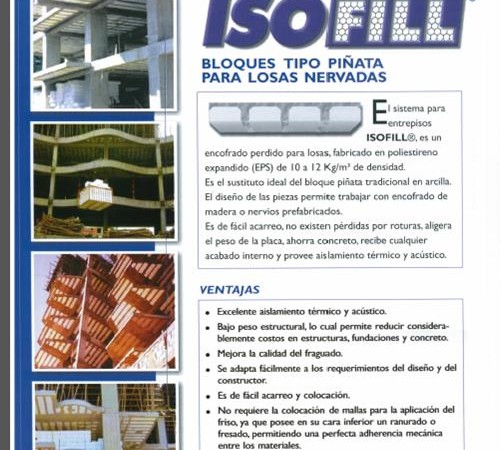 ISOFILL®
BLOQUES TIPO PIÑATA
PARA LOSAS NERVADAS
El sistema para
entrepisos
ISOFILL®, es un
encofrado perdido para losas, fabricado en poliestireno
expandido (EPS) de 10 a 12 Kg/m³ de densidad.
Es el sustituto ideal del bloque piñata tradicional en arcilla.
El diseño de las piezas permite trabajar con encofrado de
madera o nervios prefabricados.
Es de fácil acarreo, no existen pérdidas por roturas, aligera
el peso de la placa, ahorra concreto, recibe cualquier
acabado interno y provee aislamiento térmico y acústico.
VENTAJAS
• Excelente aislamiento térmico y acústico.
• Bajo peso estructural, lo cual permite reducir considera-
blemente costos en estructuras, fundaciones y concreto.
• Mejora la calidad del fraguado.
• Se adapta fácilmente a los requerimientos del diseño y del
constructor.
• Es de fácil acarreo y colocación.
• No requiere la colocación de mallas para la aplicación del
friso, ya que posee en su cara inferior un ranurado o
fresado, permitiendo una perfecta adherencia mecánica
entre los materiales.